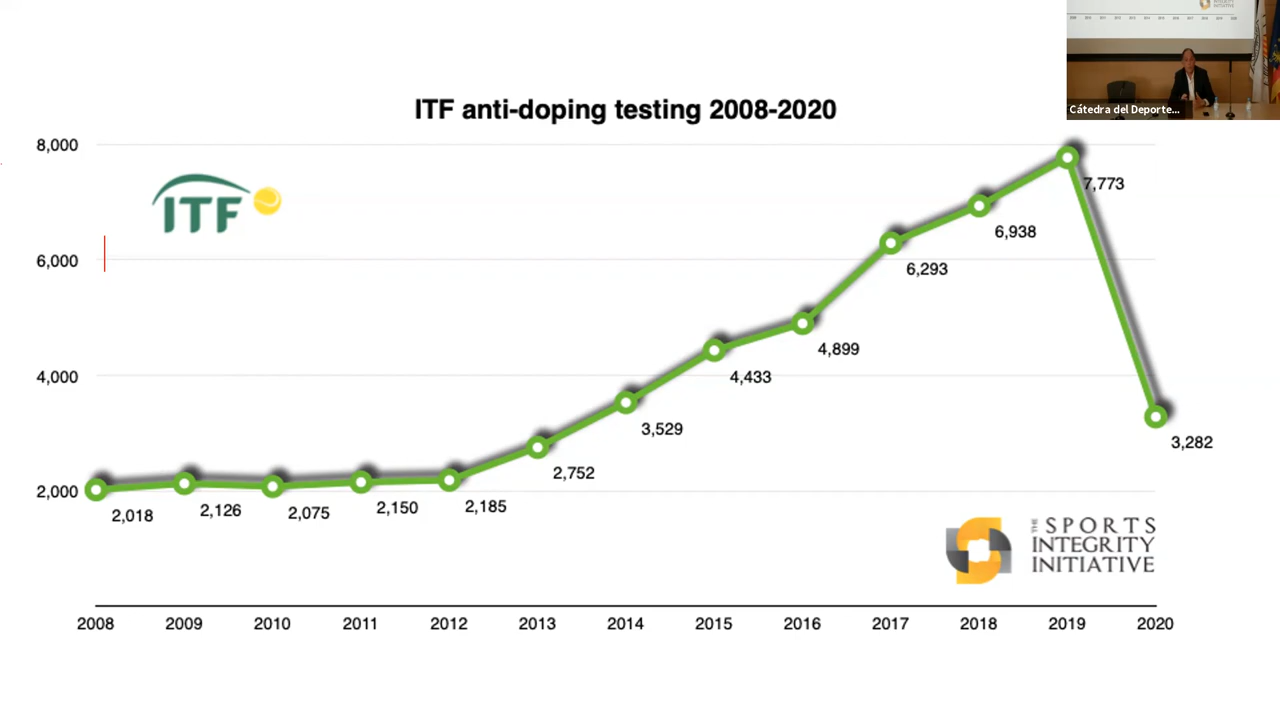 ITF anti-doping testing 2008-2020
Cátedra del Deporte...
8,000
6,000
4,000
2,000
ITF
2,018
2,126
2,075
2,150
2,185
2,752
3,529
4,433
4,899
6,293
6,938
7,773
3,282
THE SPORTS
INTEGRITY
INITIATIVE
2008 2009 2010 2011 2012 2013 2014 2015 2016 2017 2018 2019 2020